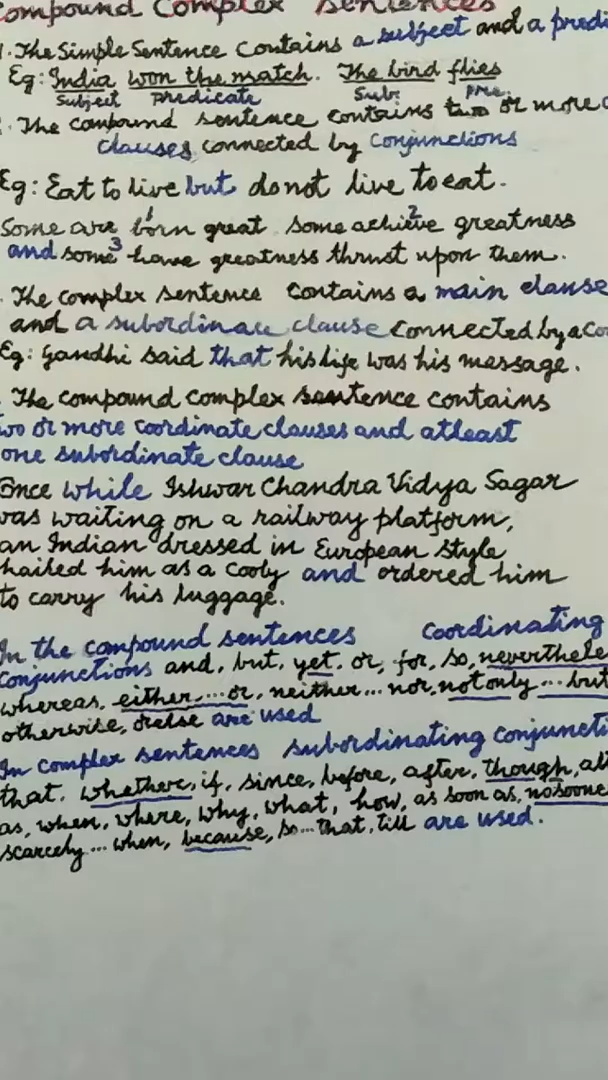 Compound Complex Sentences
1. The Simple Sentence Contains a subject and a predi
Eg: India won the match. The bird flies
Subject Predicate Sub: Pre.
. The compound sentence contains two or more
clauses connected by Conjunctions
Eg: Eat to live but do not live to eat.
Some are born great some achieve greatness
1 2
and some have greatness thrust upon them.
3
. The complex sentence contains a main clause
and a subordinate clause connected by a co
Eg: Gandhi said that his life was his message.
. The compound complex sentence contains
two or more coordinate clauses and atleast
one subordinate clause
Once while Ishwar Chandra Vidya Sagar
was waiting on a railway platform,
an Indian dressed in European style
hailed him as a cooly and ordered him
to carry his luggage.
In the compound sentences Coordinating
Conjunctions and, but, yet, or, for, so, neverthele
whereas, either....or, neither... nor, not only ... but
otherwise, orelse are used
In complex sentences subordinating conjuncti
that, whether, if, since, before, after, though, alt
as, when, where, why, what, how, as soon as, nosoone
scarcely... when, because, so...that, till are used.